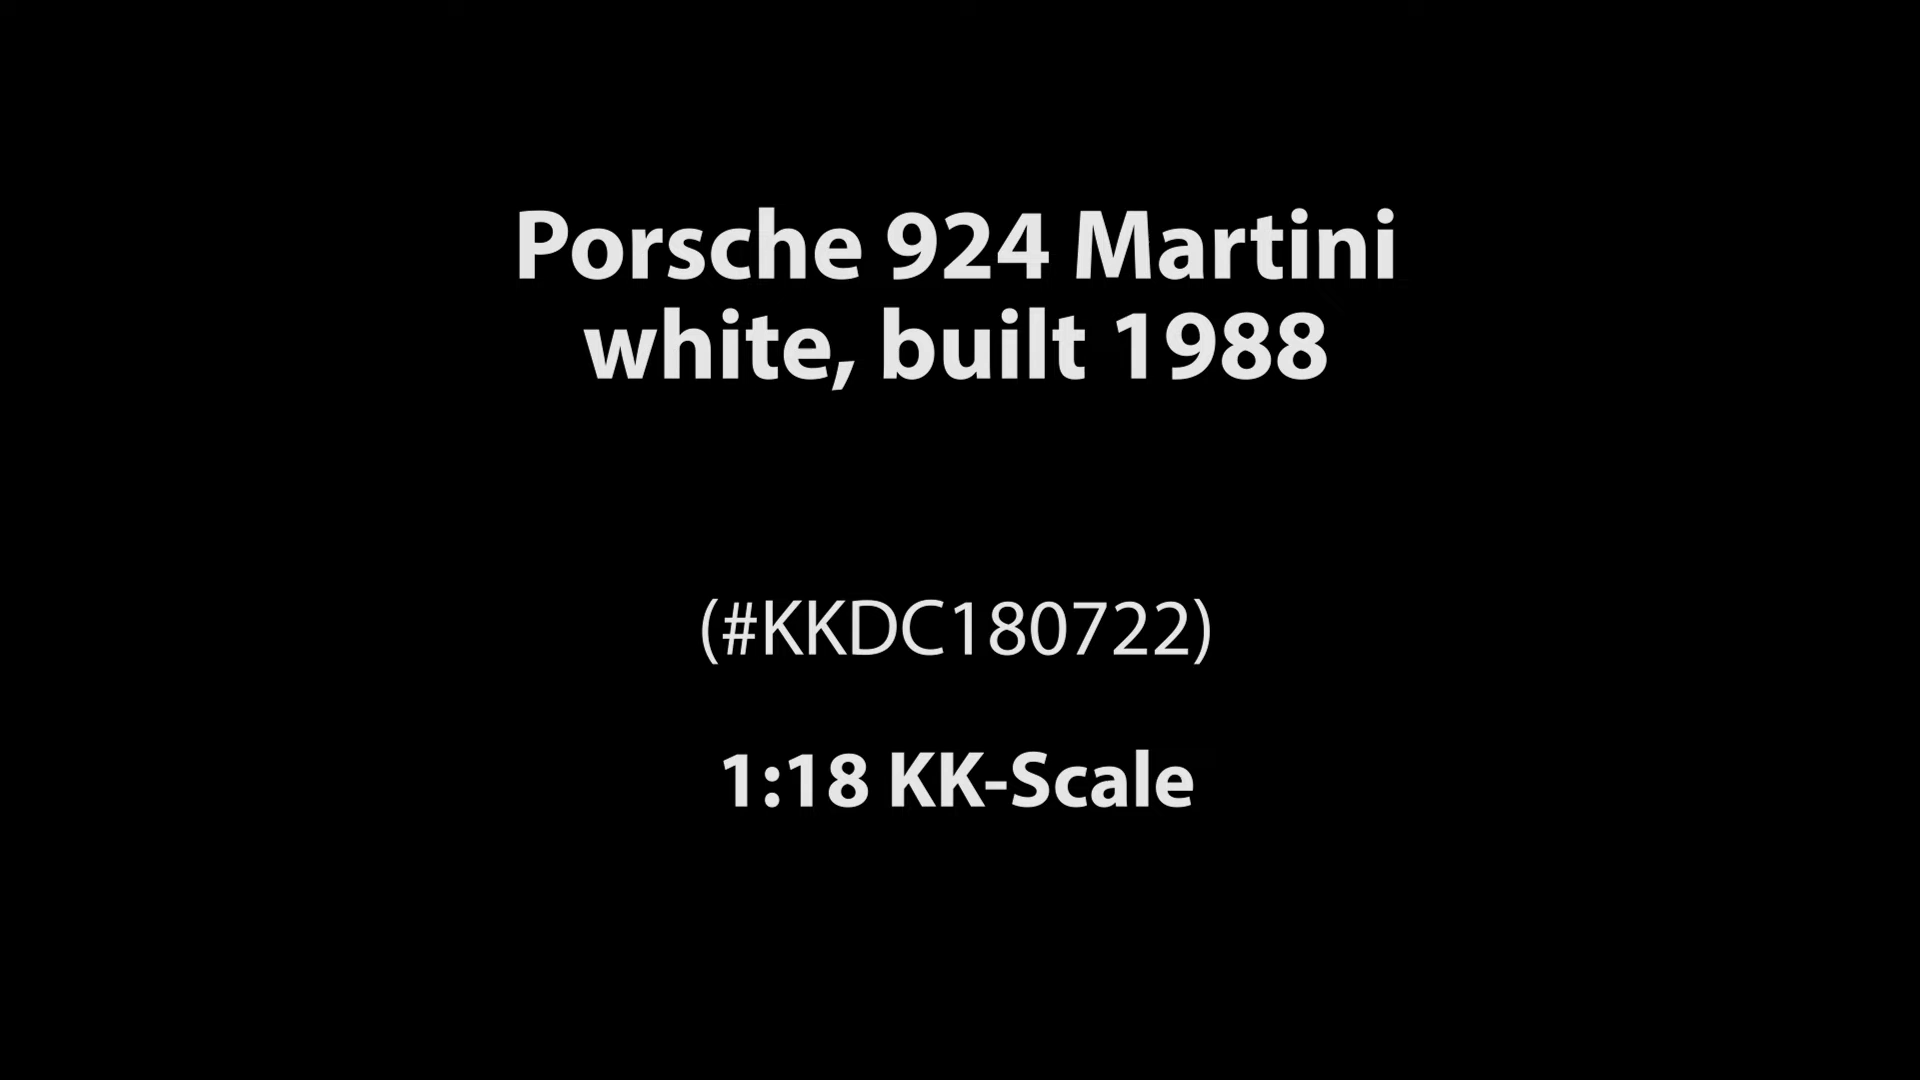 Porsche 924 Martini
white, built 1988
(#KKDC180722)
1:18 KK-Scale